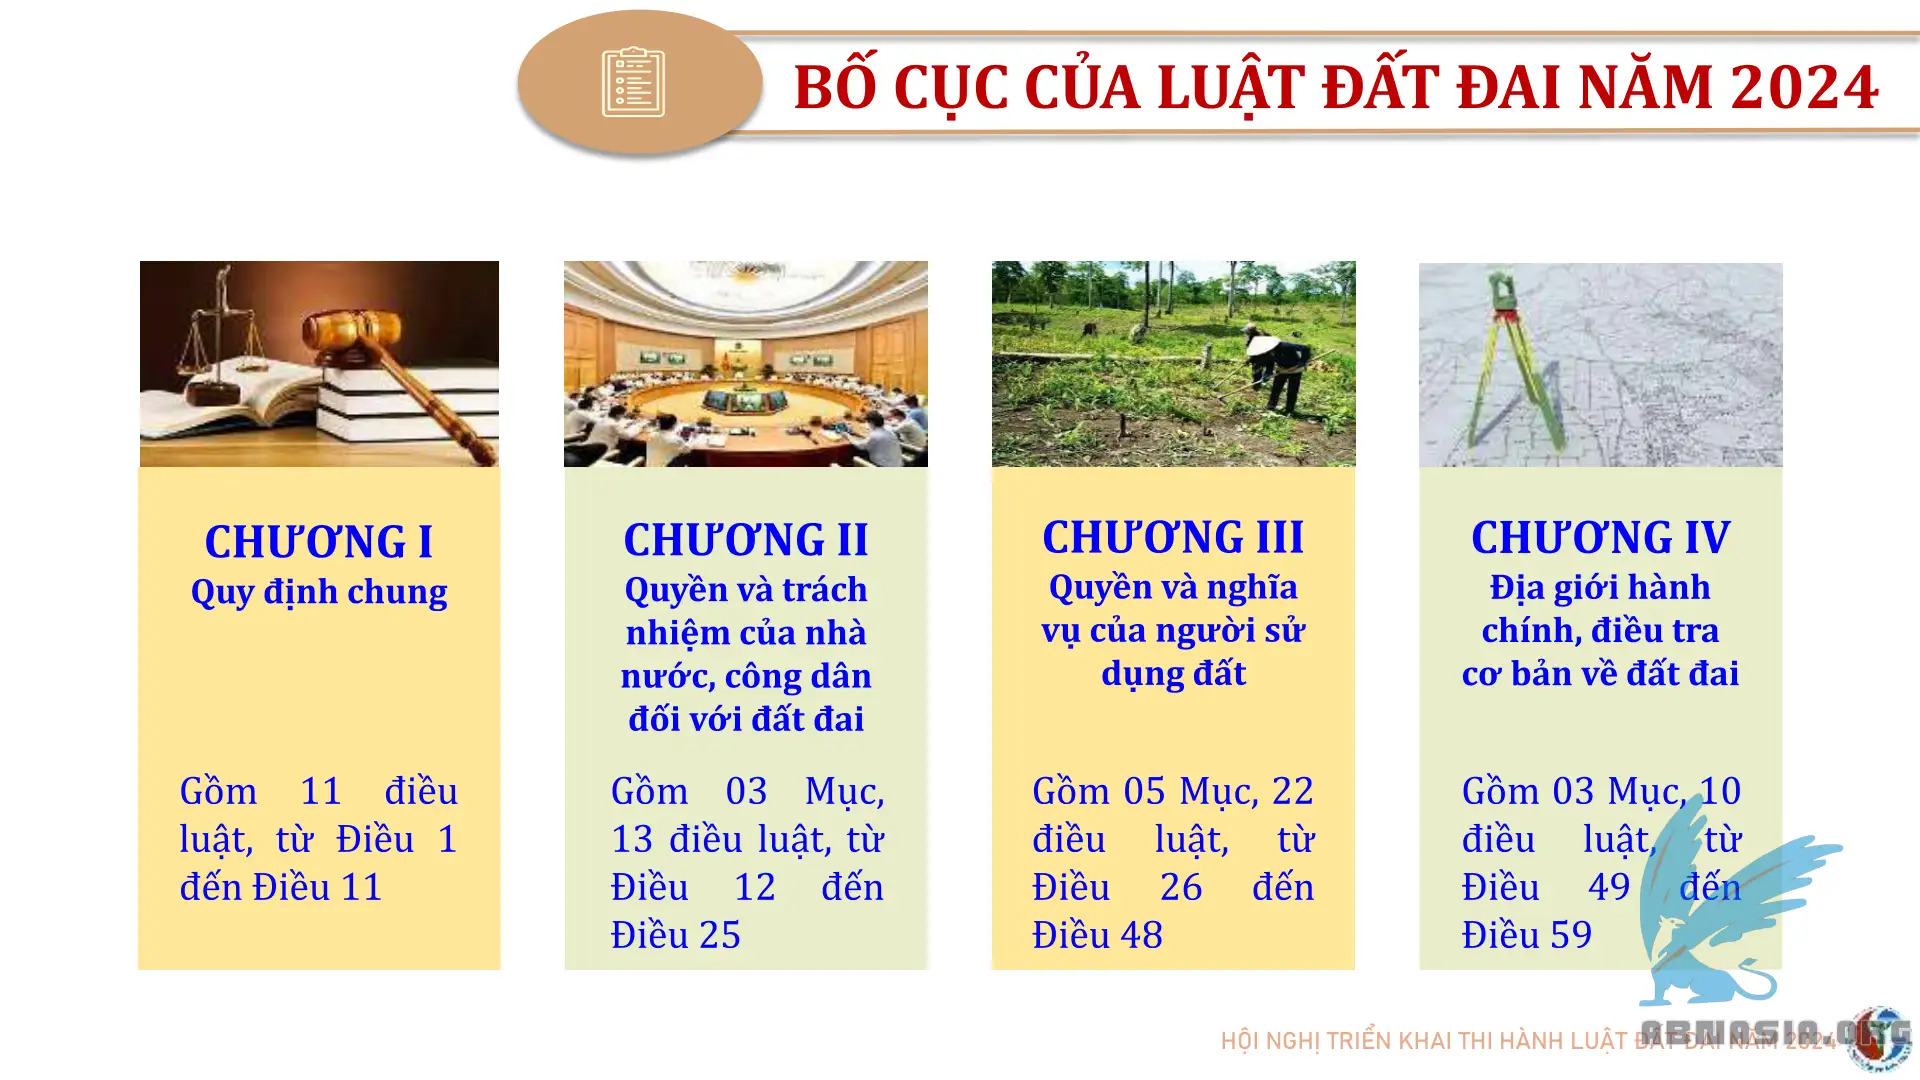 BỐ CỤC CỦA LUẬT ĐẤT ĐAI NĂM 2024
CHƯƠNG I
Quy định chung
Gồm 11 điều
luật, từ Điều 1
đến Điều 11
CHƯƠNG II
Quyền và trách
nhiệm của nhà
nước, công dân
đối với đất đai
Gồm 03 Mục,
13 điều luật, từ
Điều 12 đến
Điều 25
CHƯƠNG III
Quyền và nghĩa
vụ của người sử
dụng đất
Gồm 05 Mục, 22
điều luật, từ
Điều 26 đến
Điều 48
CHƯƠNG IV
Địa giới hành
chính, điều tra
cơ bản về đất đai
Gồm 03 Mục, 10
điều luật, từ
Điều 49 đến
Điều 59
HỘI NGHỊ TRIỂN KHAI THI HÀNH LUẬT ĐẤT ĐAI NĂM 2024
ABMASIA.ORG